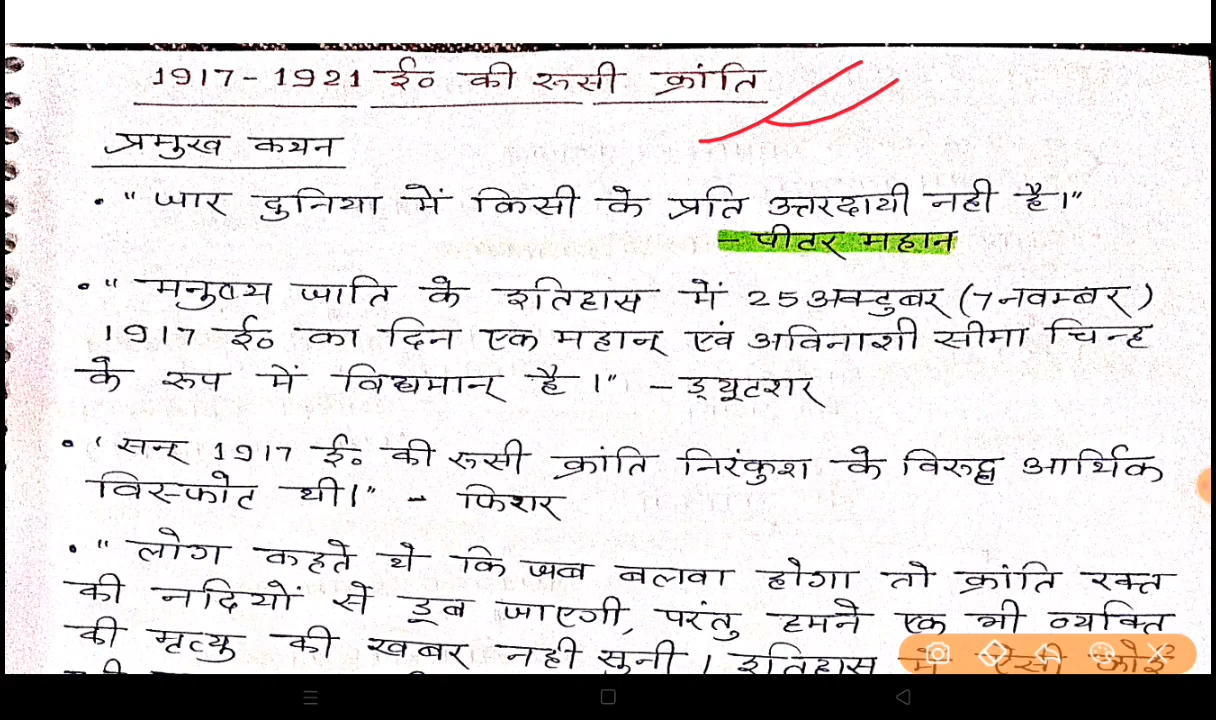 1917-1921 ई० की रूसी क्रांति
प्रमुख कथन
• "जार दुनिया में किसी के प्रति उत्तरदायी नही है।"
- पीटर महान
• " मनुष्य जाति के इतिहास में 25 अक्टुबर (7 नवम्बर)
1917 ई० का दिन एक महान् एवं अविनाशी सीमा चिन्ह
के रूप में विद्यमान् है।" - ड्यूटशर
• ' सन् 1917 ई० की रूसी क्रांति निरंकुश के विरुद्ध आर्थिक
विस्फोट थी।" - फिशर
• " लोग कहते थे कि जब बलवा होगा तो क्रांति रक्त
की नदियों से डूब जाएगी, परंतु हमने एक भी व्यक्ति
की मृत्यु की खबर नही सुनी। इतिहास में ऐसी कोई